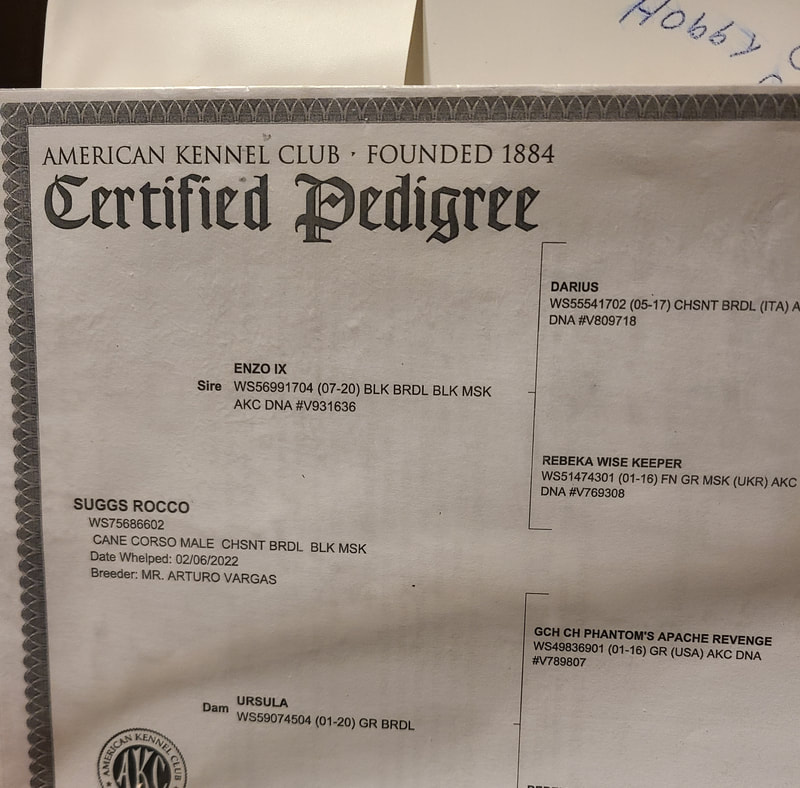 Hobby
AMERICAN KENNEL CLUB · FOUNDED 1884
Certified Pedigree
DARIUS
WS55541702 (05-17) CHSNT BRDL (ITA) A
DNA #V809718
ENZO IX
Sire WS56991704 (07-20) BLK BRDL BLK MSK
AKC DNA #V931636
REBEKA WISE KEEPER
WS51474301 (01-16) FN GR MSK (UKR) AKC
DNA #V769308
SUGGS ROCCO
WS75686602
CANE CORSO MALE CHSNT BRDL BLK MSK
Date Whelped: 02/06/2022
Breeder: MR. ARTURO VARGAS
GCH CH PHANTOM'S APACHE REVENGE
WS49836901 (01-16) GR (USA) AKC DNA
#V789807
URSULA
Dam WS59074504 (01-20) GR BRDL
AMERICAN KENNEL CLUB
AKC